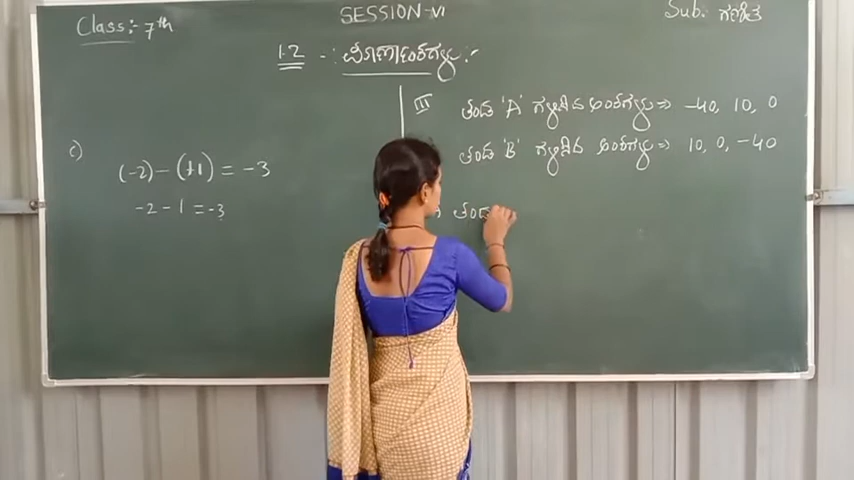 Class:- 7th
SESSION-VI
Sub. ಗಣಿತ
1.2 -: ಪೂರ್ಣಾಂಕಗಳು :-
c)
(-2)-(+1) = -3
-2 - 1 = -3
III ತಂಡ 'A' ಗಳಿಸಿದ ಅಂಕಗಳು => -40, 10, 0
ತಂಡ 'B' ಗಳಿಸಿದ ಅಂಕಗಳು => 10, 0, -40
ತಂಡ